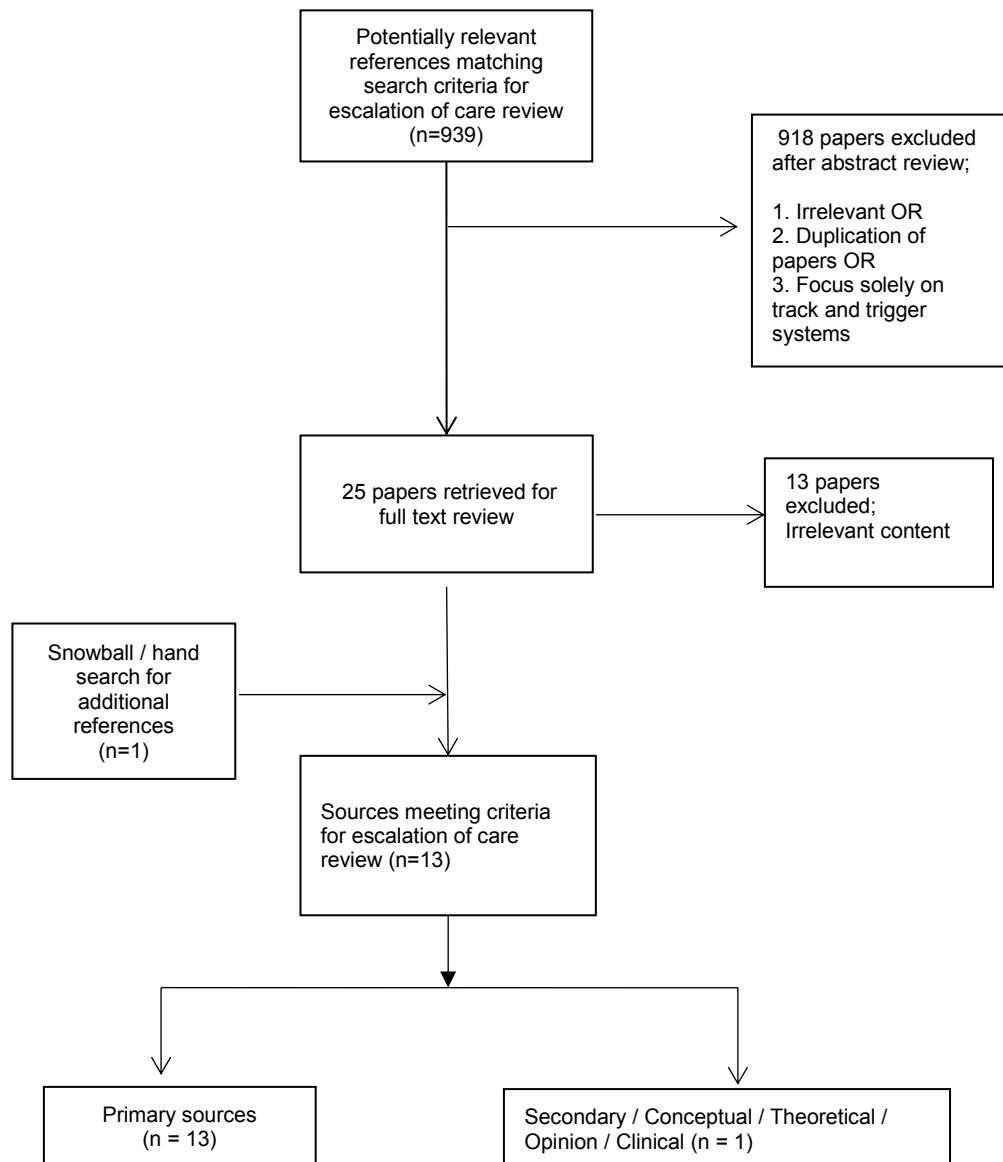 Potentially relevant
references matching
search criteria for
escalation of care review
(n=939)
918 papers excluded
after abstract review;
1. Irrelevant OR
2. Duplication of
papers OR
3. Focus solely on
track and trigger
systems
25 papers retrieved for
full text review
13 papers
excluded;
Irrelevant content
Snowball / hand
search for
additional
references
(n=1)
Sources meeting criteria
for escalation of care
review (n=13)
Primary sources
(n = 13)
Secondary / Conceptual / Theoretical /
Opinion / Clinical (n = 1)